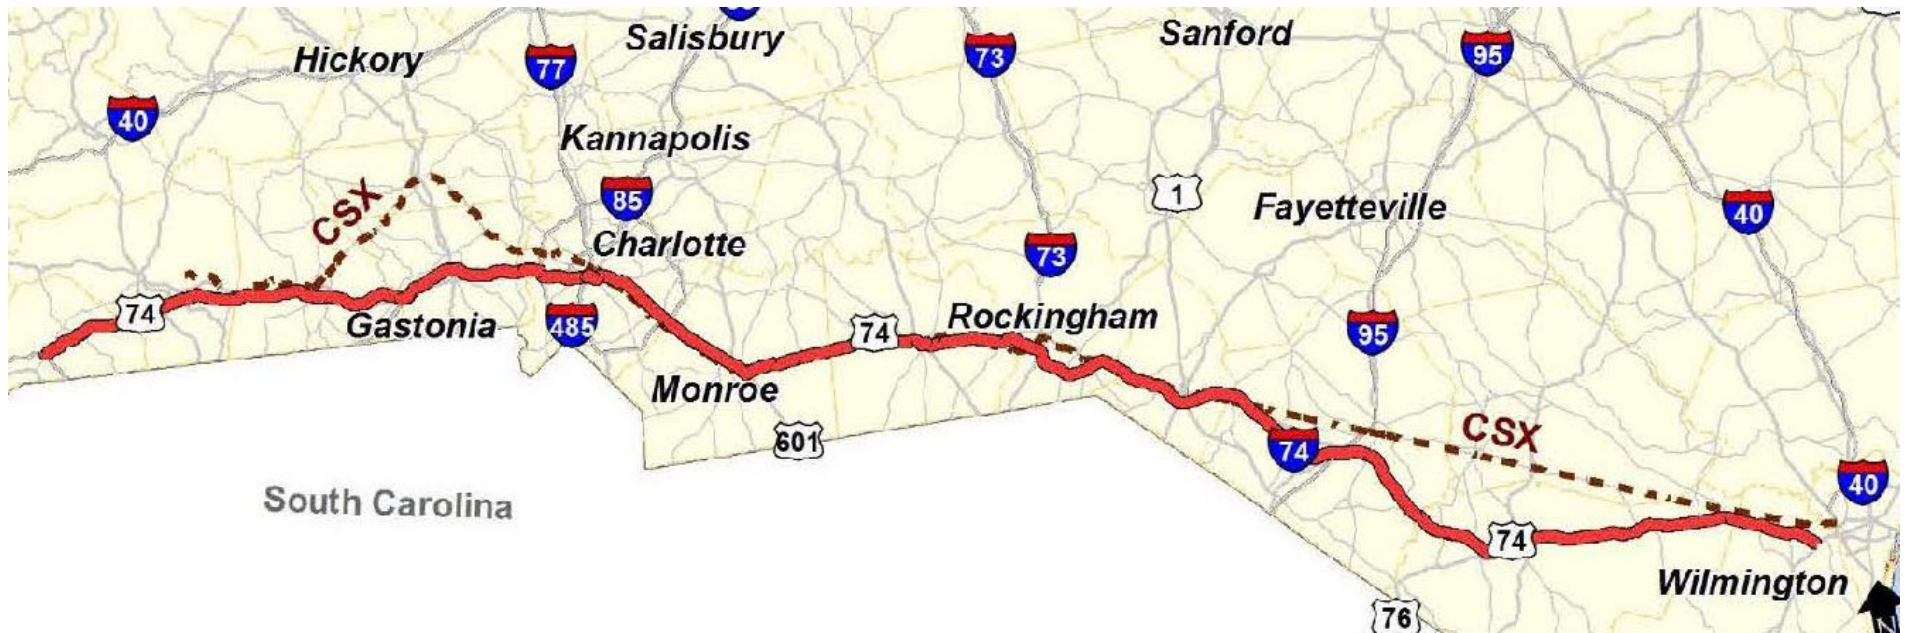 Hickory
77
Salisbury
73
Sanford
95
40
Kannapolis
CSX
85
1
Fayetteville
40
Charlotte
73
74
Gastonia
485
74
Rockingham
95
Monroe
601
74
CSX
40
South Carolina
74
Wilmington
76
N